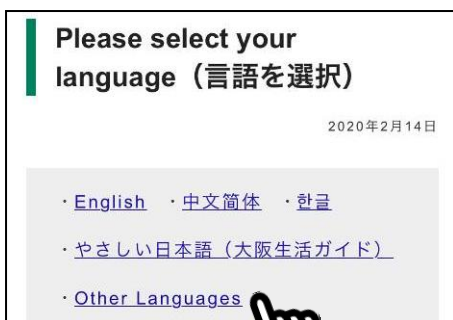 Please select your
language（言語を選択）
2020年2月14日
・English ・中文简体 ・한글
・やさしい日本語（大阪生活ガイド）
・Other Languages